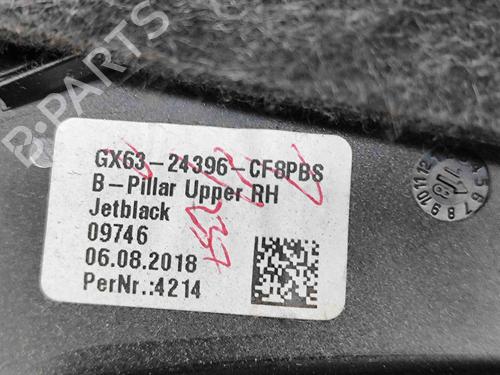 GX63-24396-CF8PBS
B-Pillar Upper RH
Jetblack
09746
06.08.2018
PerNr.:4214
B-PARTS